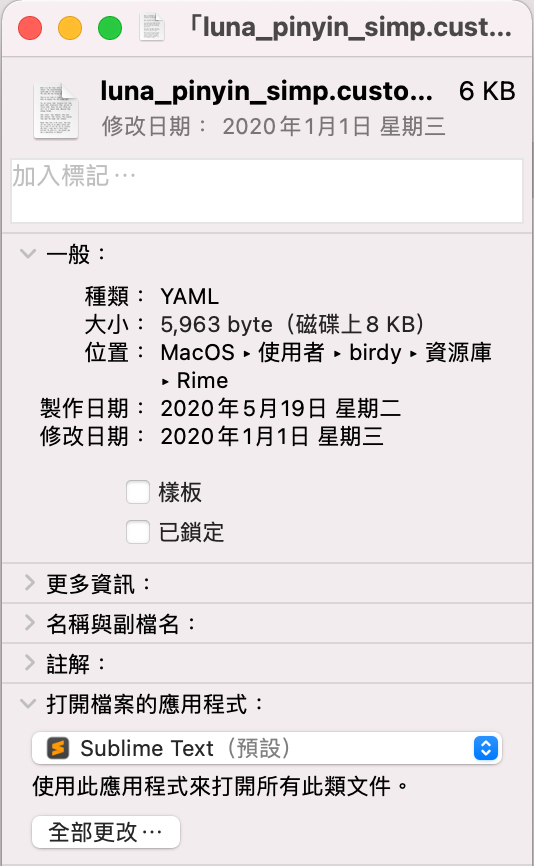 「luna_pinyin_simp.cust...
luna_pinyin_simp.custo... 6 KB
修改日期： 2020年1月1日 星期三
加入標記⋯
一般：
種類： YAML
大小： 5,963 byte（磁碟上8 KB）
位置： MacOS ▸ 使用者 ▸ birdy ▸ 資源庫
▸ Rime
製作日期： 2020年5月19日 星期二
修改日期： 2020年1月1日 星期三
樣板
已鎖定
更多資訊：
名稱與副檔名：
註解：
打開檔案的應用程式：
Sublime Text（預設）
使用此應用程式來打開所有此類文件。
全部更改⋯